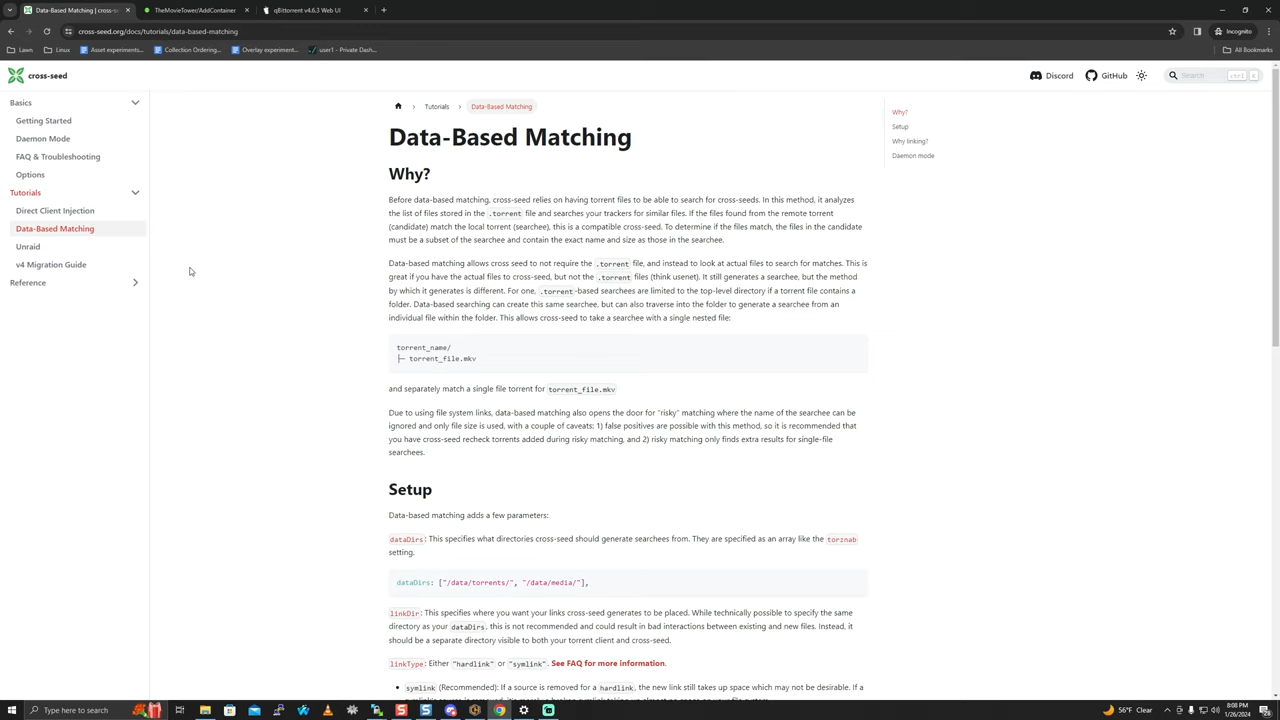 Data-Based Matching | cross-s
TheMovieTower/AddContainer
qBittorrent v4.6.3 Web UI
cross-seed.org/docs/tutorials/data-based-matching
Incognito
Lawn
Linux
Asset experiments...
Collection Ordering...
Overlay experiment...
user1 - Private Dash...
All Bookmarks
cross-seed
Discord
GitHub
Search
ctrl
K
Basics
Getting Started
Daemon Mode
FAQ & Troubleshooting
Options
Tutorials
Direct Client Injection
Data-Based Matching
Unraid
v4 Migration Guide
Reference
Tutorials
Data-Based Matching
Data-Based Matching
Why?
Before data-based matching, cross-seed relies on having torrent files to be able to search for cross-seeds. In this method, it analyzes
the list of files stored in the .torrent file and searches your trackers for similar files. If the files found from the remote torrent
(candidate) match the local torrent (searchee), this is a compatible cross-seed. To determine if the files match, the files in the candidate
must be a subset of the searchee and contain the exact name and size as those in the searchee.
Data-based matching allows cross seed to not require the .torrent file, and instead to look at actual files to search for matches. This is
great if you have the actual files to cross-seed, but not the .torrent files (think usenet). It still generates a searchee, but the method
by which it generates is different. For one, .torrent-based searchees are limited to the top-level directory if a torrent file contains a
folder. Data-based searching can create this same searchee, but can also traverse into the folder to generate a searchee from an
individual file within the folder. This allows cross-seed to take a searchee with a single nested file:
torrent_name/
├─ torrent_file.mkv
and separately match a single file torrent for torrent_file.mkv
Due to using file system links, data-based matching also opens the door for "risky" matching where the name of the searchee can be
ignored and only file size is used, with a couple of caveats: 1) false positives are possible with this method, so it is recommended that
you have cross-seed recheck torrents added during risky matching, and 2) risky matching only finds extra results for single-file
searchees.
Setup
Data-based matching adds a few parameters:
dataDirs: This specifies what directories cross-seed should generate searchees from. They are specified as an array like the torznab
setting.
dataDirs: ["/data/torrents/", "/data/media/"],
linkDir: This specifies where you want your links cross-seed generates to be placed. While technically possible to specify the same
directory as your dataDirs, this is not recommended and could result in bad interactions between existing and new files. Instead, it
should be a separate directory visible to both your torrent client and cross-seed.
linkType: Either "hardlink" or "symlink". See FAQ for more information.
• symlink (Recommended): If a source is removed for a hardlink, the new link still takes up space which may not be desirable. If a
Why?
Setup
Why linking?
Daemon mode
Type here to search
56°F Clear
8:08 PM
1/26/2024